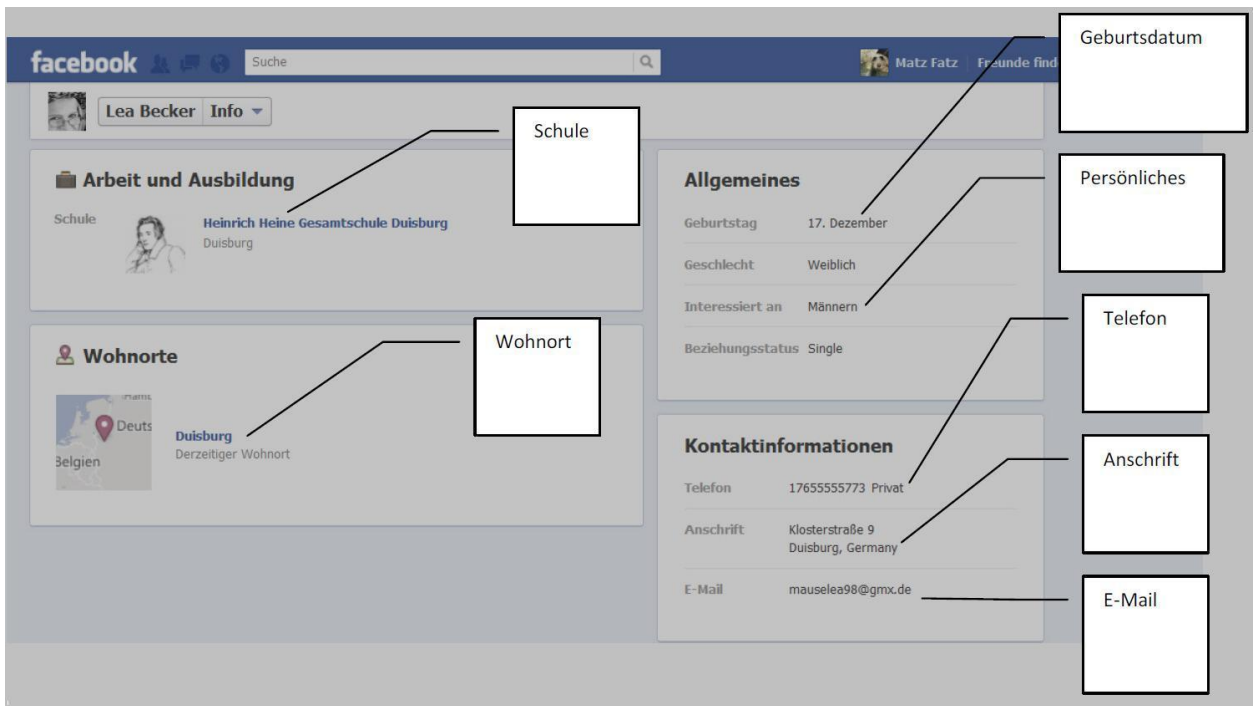 facebook
Suche
Matz Fatz
Freunde find
Geburtsdatum
Lea Becker Info
Schule
Arbeit und Ausbildung
Schule
Heinrich Heine Gesamtschule Duisburg
Duisburg
Allgemeines
Geburtstag 17. Dezember
Geschlecht Weiblich
Interessiert an Männern
Beziehungsstatus Single
Persönliches
Wohnorte
Wohnort
Deuts
Belgien
Duisburg
Derzeitiger Wohnort
Telefon
Kontaktinformationen
Telefon 17655555773 Privat
Anschrift Klosterstraße 9
Duisburg, Germany
E-Mail mauselea98@gmx.de
Anschrift
E-Mail